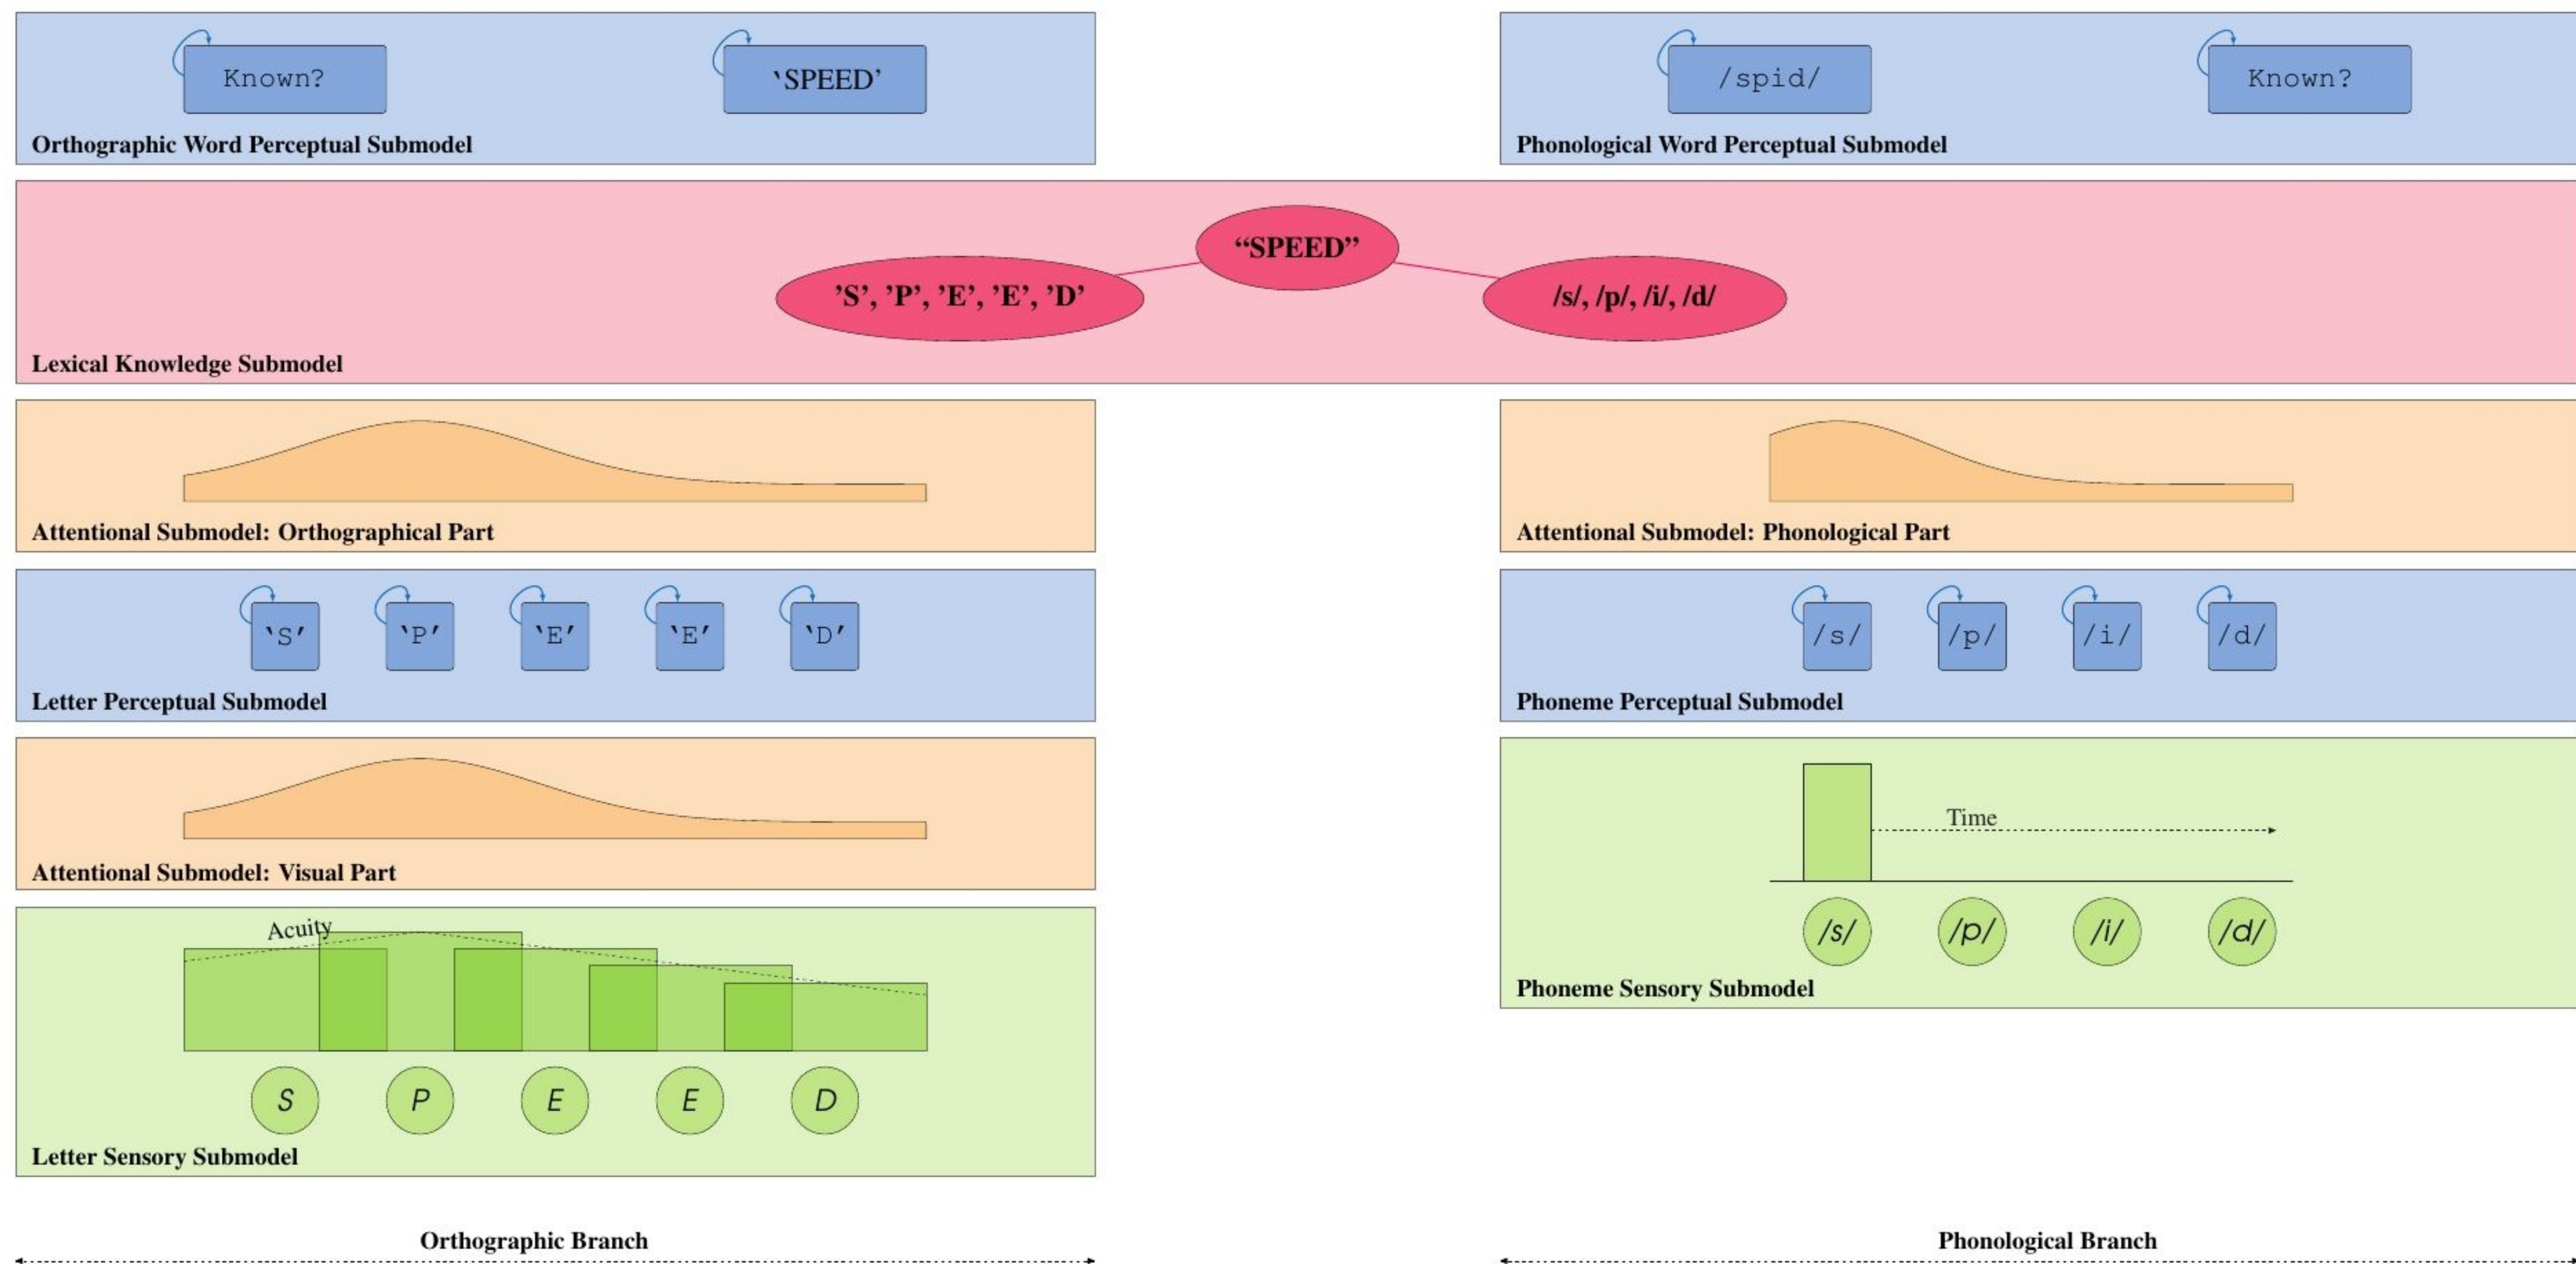 Known?
‵SPEED’
Orthographic Word Perceptual Submodel
/spid/
Known?
Phonological Word Perceptual Submodel
“SPEED”
’S’, ’P’, ’E’, ’E’, ’D’
/s/, /p/, /i/, /d/
Lexical Knowledge Submodel
Attentional Submodel: Orthographical Part
Attentional Submodel: Phonological Part
‵S′ ‵P′ ‵E′ ‵E′ ‵D′
Letter Perceptual Submodel
/s/ /p/ /i/ /d/
Phoneme Perceptual Submodel
Attentional Submodel: Visual Part
Time
/s/ /p/ /i/ /d/
Phoneme Sensory Submodel
Acuity
S P E E D
Letter Sensory Submodel
Orthographic Branch
Phonological Branch